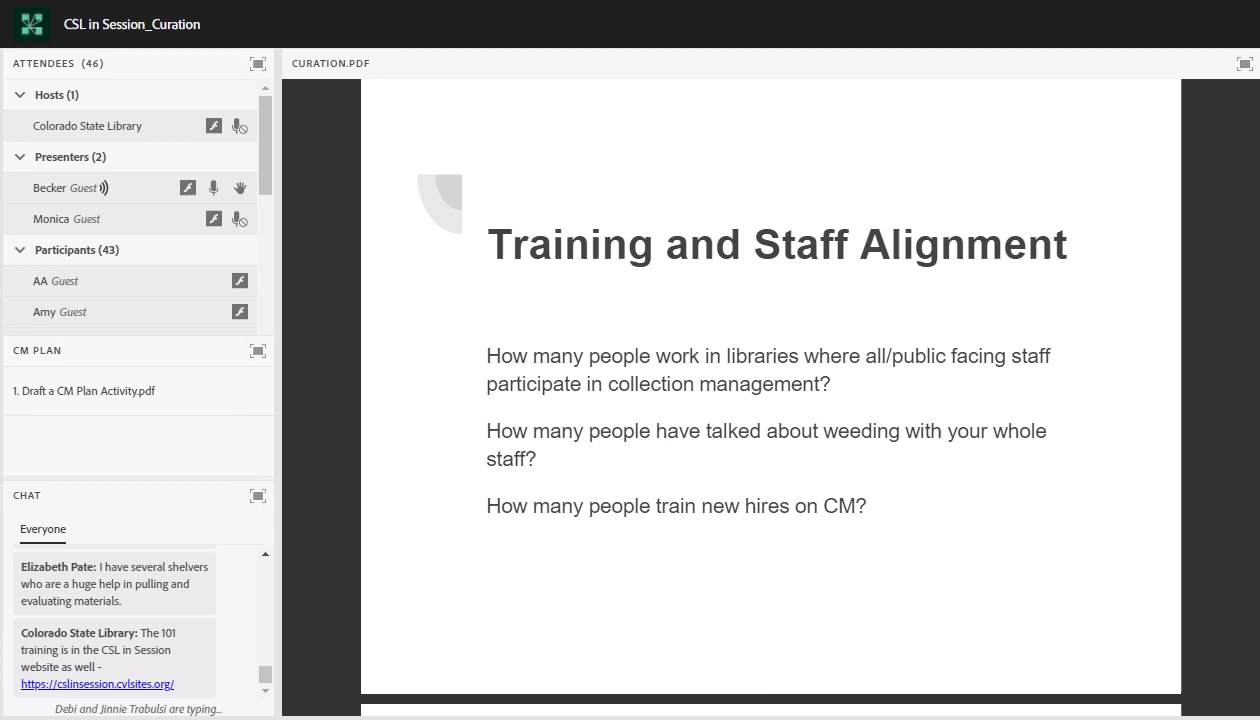 CSL in Session_Curation
ATTENDEES (46)
Hosts (1)
Colorado State Library
Presenters (2)
Becker Guest
Monica Guest
Participants (43)
AA Guest
Amy Guest
CM PLAN
1. Draft a CM Plan Activity.pdf
CHAT
Everyone
Elizabeth Pate: I have several shelvers
who are a huge help in pulling and
evaluating materials.
Colorado State Library: The 101
training is in the CSL in Session
website as well -
https://cslinsession.cvlsites.org/
Debi and Jinnie Trabulsi are typing...
CURATION.PDF
Training and Staff Alignment
How many people work in libraries where all/public facing staff
participate in collection management?
How many people have talked about weeding with your whole
staff?
How many people train new hires on CM?